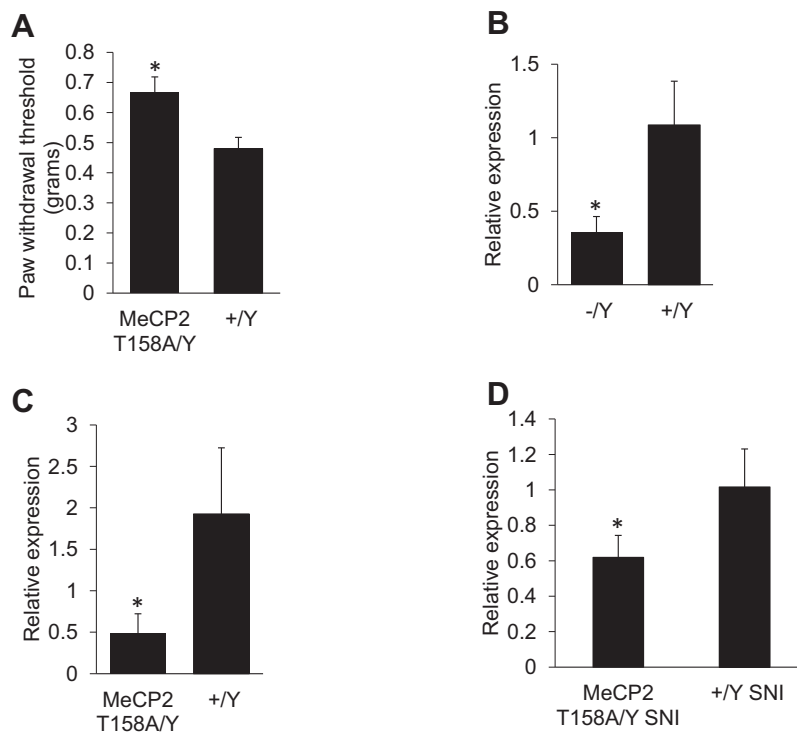 A
Paw withdrawal threshold
(grams)
0.8
0.7
0.6
0.5
0.4
0.3
0.2
0.1
0
*
MeCP2
T158A/Y
+/Y
B
Relative expression
1.5
1
0.5
0
*
-/Y
+/Y
C
Relative expression
3
2.5
2
1.5
1
0.5
0
*
MeCP2
T158A/Y
+/Y
D
Relative expression
1.4
1.2
1
0.8
0.6
0.4
0.2
0
*
MeCP2
T158A/Y SNI
+/Y SNI